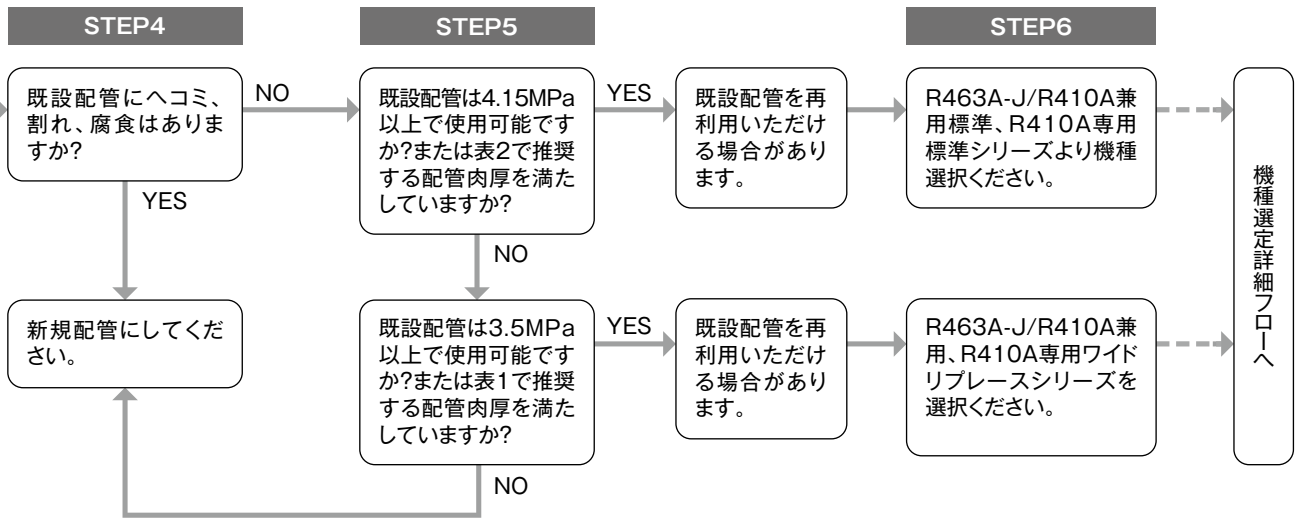 STEP4
STEP5
STEP6
既設配管にヘコミ、
割れ、腐食はありま
すか?
NO
YES
既設配管は4.15MPa
以上で使用可能です
か?または表2で推奨
する配管肉厚を満た
していますか?
YES
NO
既設配管を再
利用いただけ
る場合があり
ます。
R463A-J/R410A兼
用標準、R410A専用
標準シリーズより機種
選択ください。
新規配管にしてくだ
さい。
既設配管は3.5MPa
以上で使用可能です
か?または表1で推奨
する配管肉厚を満た
していますか?
YES
NO
既設配管を再
利用いただけ
る場合があり
ます。
R463A-J/R410A兼
用、R410A専用ワイド
リプレースシリーズを
選択ください。
機種選定詳細フローへ